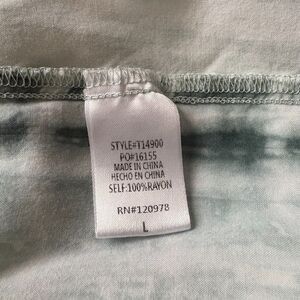 STYLE#T14900
PO#16155
MADE IN CHINA
HECHO EN CHINA
SELF:100%RAYON
RN#120978
L